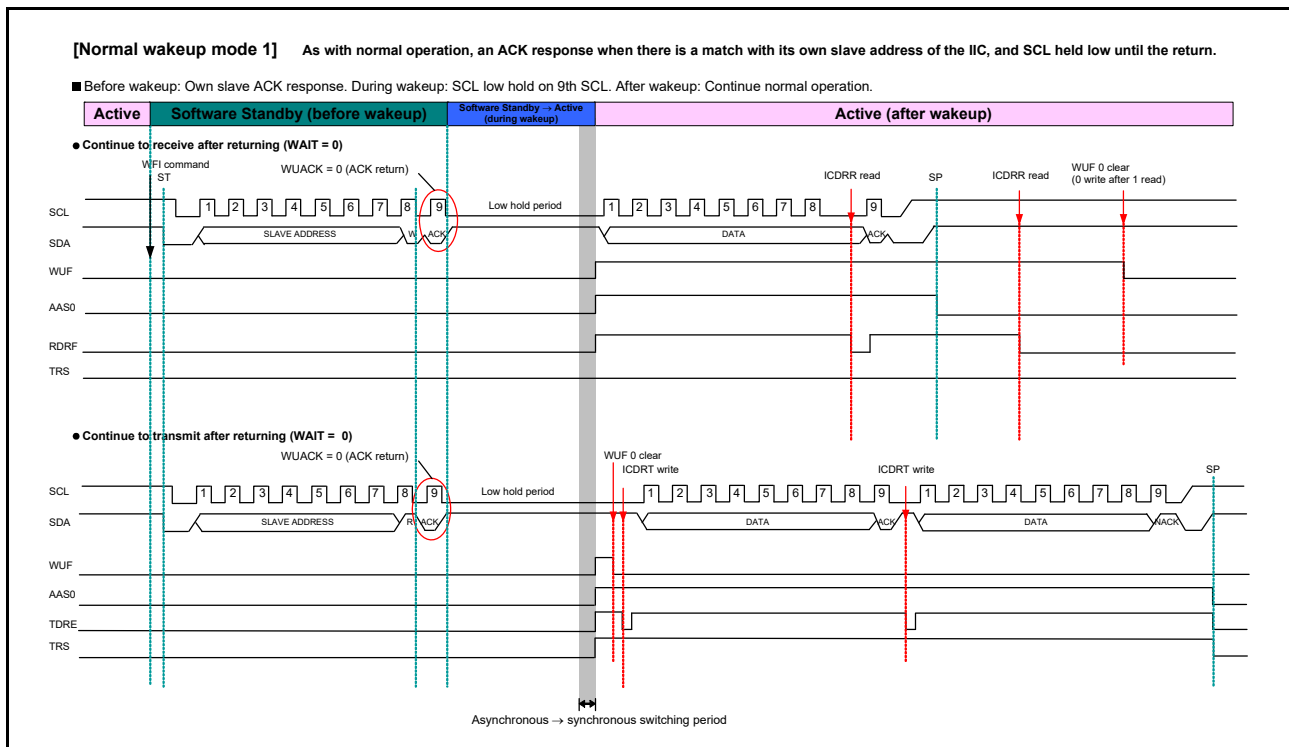 [Normal wakeup mode 1] As with normal operation, an ACK response when there is a match with its own slave address of the IIC, and SCL held low until the return.
■ Before wakeup: Own slave ACK response. During wakeup: SCL low hold on 9th SCL. After wakeup: Continue normal operation.
Active Software Standby (before wakeup) Software Standby → Active (during wakeup) Active (after wakeup)
● Continue to receive after returning (WAIT = 0)
WFI command
ST
WUACK = 0 (ACK return)
ICDRR read
SP
ICDRR read
WUF 0 clear
(0 write after 1 read)
SCL 1 2 3 4 5 6 7 8 9 Low hold period 1 2 3 4 5 6 7 8 9
SDA SLAVE ADDRESS W ACK DATA ACK
WUF
AAS0
RDRF
TRS
● Continue to transmit after returning (WAIT = 0)
WUACK = 0 (ACK return)
WUF 0 clear
ICDRT write
ICDRT write
SP
SCL 1 2 3 4 5 6 7 8 9 Low hold period 1 2 3 4 5 6 7 8 9 1 2 3 4 5 6 7 8 9
SDA SLAVE ADDRESS R ACK DATA ACK DATA NACK
WUF
AAS0
TDRE
TRS
Asynchronous → synchronous switching period